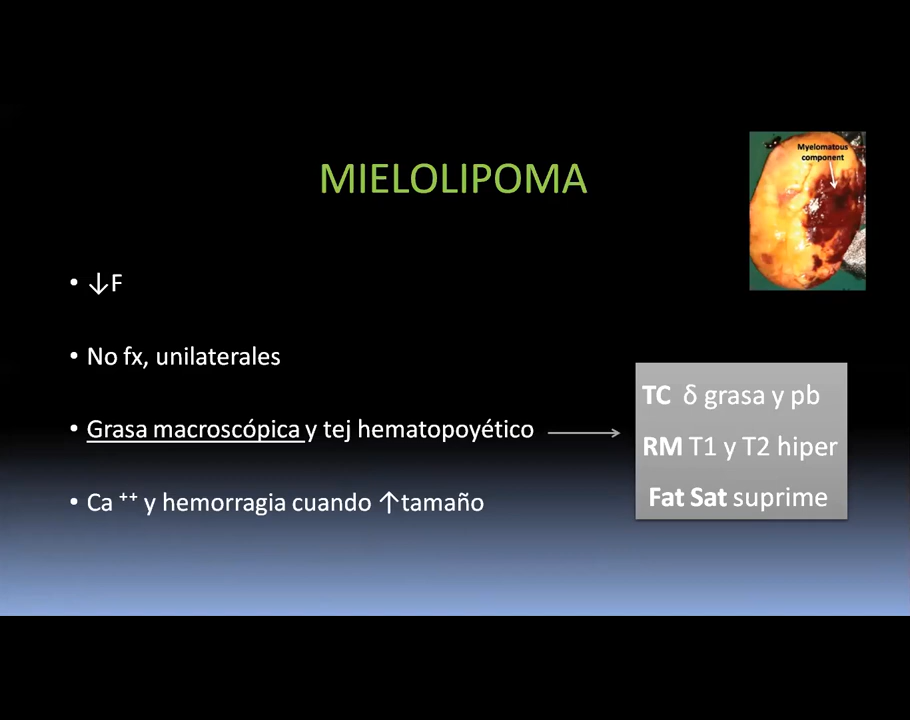 MIELOLIPOMA
Myelomatous
component
• ↓F
• No fx, unilaterales
• Grasa macroscópica y tej hematopoyético
• Ca ++ y hemorragia cuando ↑tamaño
TC δ grasa y pb
RM T1 y T2 hiper
Fat Sat suprime